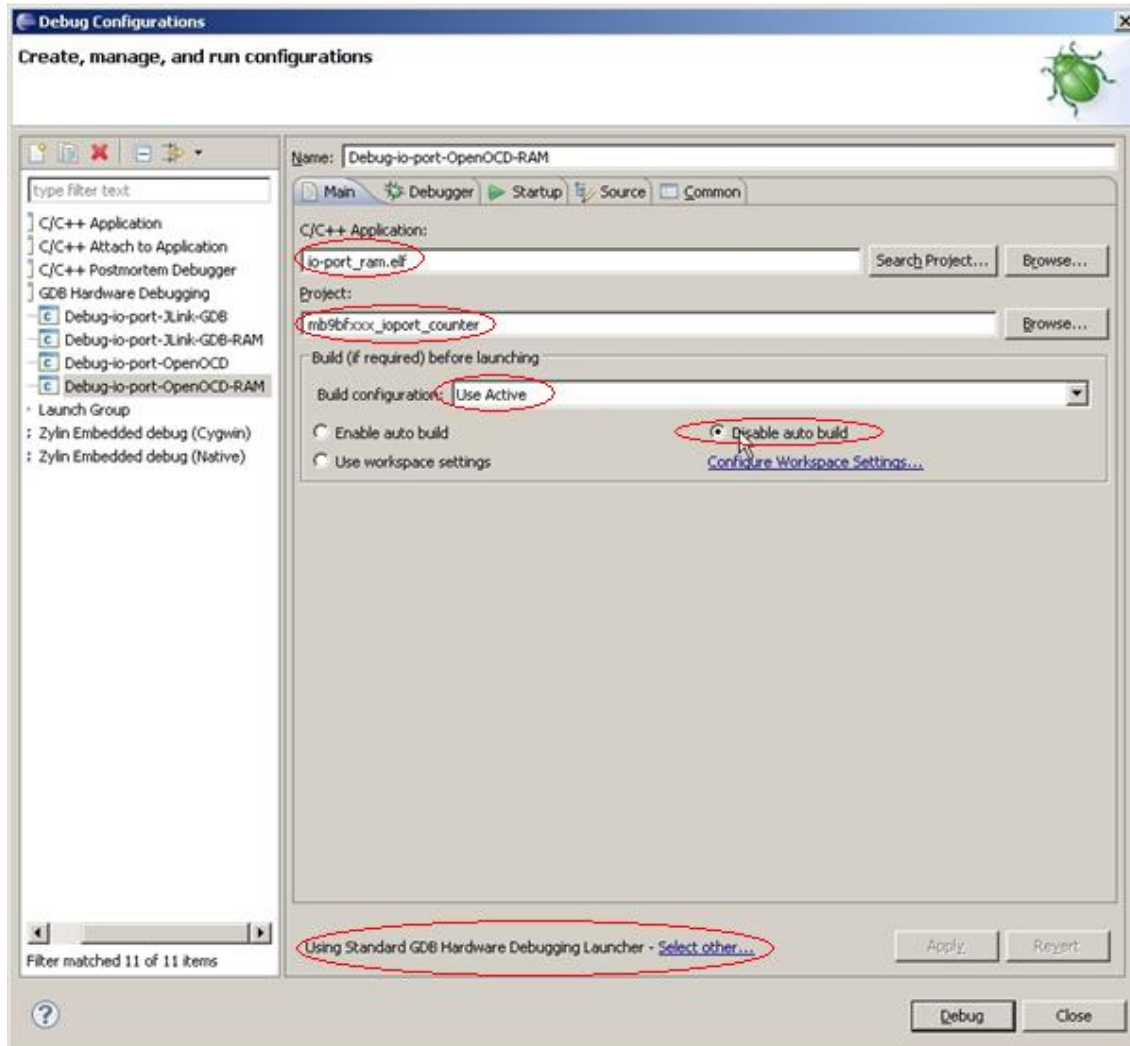 Debug Configurations
Create, manage, and run configurations
type filter text
C/C++ Application
C/C++ Attach to Application
C/C++ Postmortem Debugger
GDB Hardware Debugging
Debug-io-port-JLink-GDB
Debug-io-port-JLink-GDB-RAM
Debug-io-port-OpenOCD
Debug-io-port-OpenOCD-RAM
Launch Group
Zylin Embedded debug (Cygwin)
Zylin Embedded debug (Native)
Filter matched 11 of 11 items
Name: Debug-io-port-OpenOCD-RAM
Main Debugger Startup Source Common
C/C++ Application:
io-port_ram.elf Search Project... Browse...
Project:
mb9bfxxx_ioport_counter Browse...
Build (if required) before launching
Build configuration: Use Active
Enable auto build Disable auto build
Use workspace settings Configure Workspace Settings...
Using Standard GDB Hardware Debugging Launcher - Select other... Apply Revert
? Debug Close